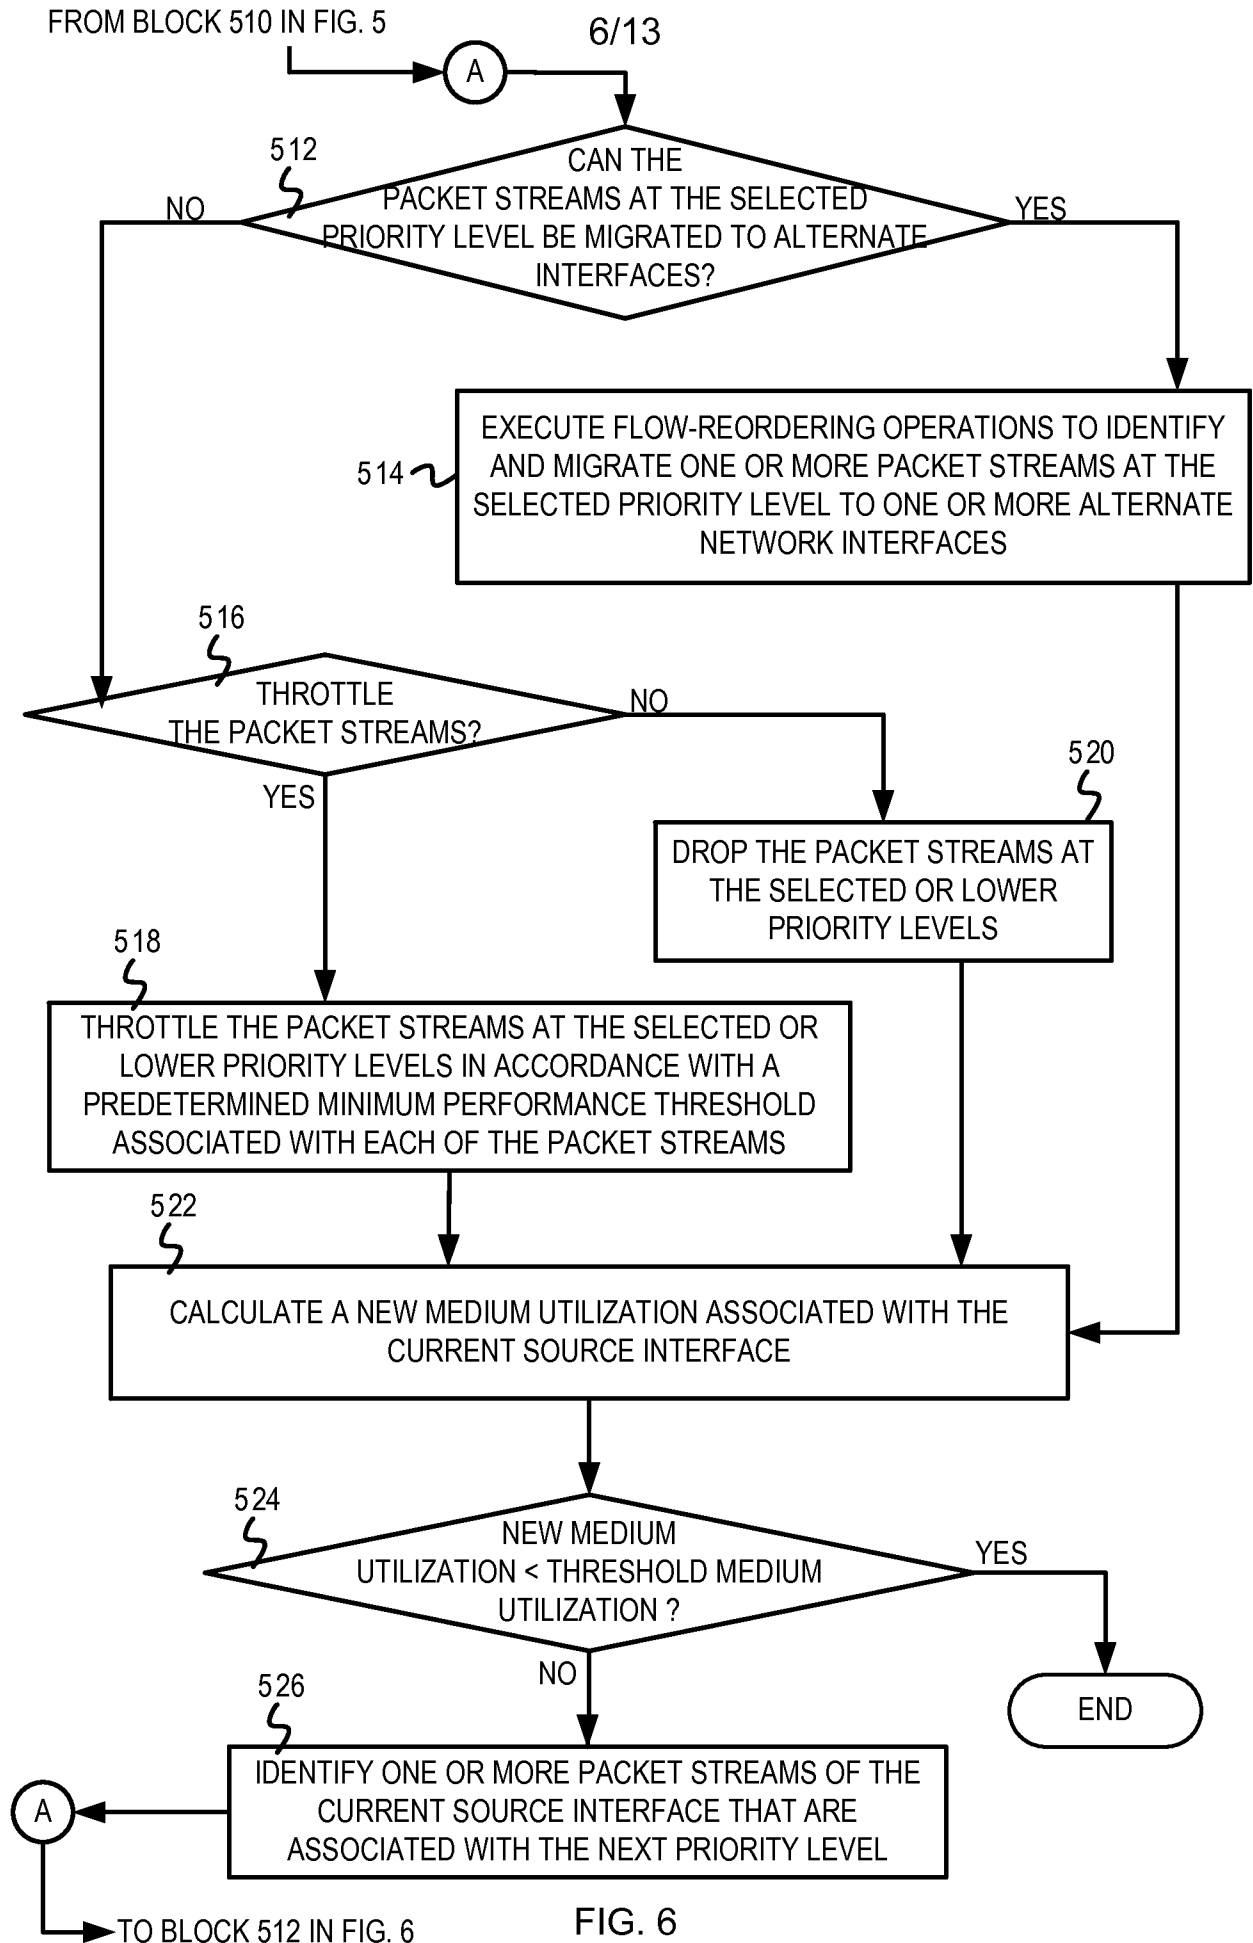 FROM BLOCK 510 IN FIG. 5
6/13
A
512
CAN THE
PACKET STREAMS AT THE SELECTED
PRIORITY LEVEL BE MIGRATED TO ALTERNATE
INTERFACES?
NO
YES
514
EXECUTE FLOW-REORDERING OPERATIONS TO IDENTIFY
AND MIGRATE ONE OR MORE PACKET STREAMS AT THE
SELECTED PRIORITY LEVEL TO ONE OR MORE ALTERNATE
NETWORK INTERFACES
516
THROTTLE
THE PACKET STREAMS?
NO
YES
520
DROP THE PACKET STREAMS AT
THE SELECTED OR LOWER
PRIORITY LEVELS
518
THROTTLE THE PACKET STREAMS AT THE SELECTED OR
LOWER PRIORITY LEVELS IN ACCORDANCE WITH A
PREDETERMINED MINIMUM PERFORMANCE THRESHOLD
ASSOCIATED WITH EACH OF THE PACKET STREAMS
522
CALCULATE A NEW MEDIUM UTILIZATION ASSOCIATED WITH THE
CURRENT SOURCE INTERFACE
524
NEW MEDIUM
UTILIZATION < THRESHOLD MEDIUM
UTILIZATION ?
YES
NO
END
526
IDENTIFY ONE OR MORE PACKET STREAMS OF THE
CURRENT SOURCE INTERFACE THAT ARE
ASSOCIATED WITH THE NEXT PRIORITY LEVEL
A
TO BLOCK 512 IN FIG. 6
FIG. 6